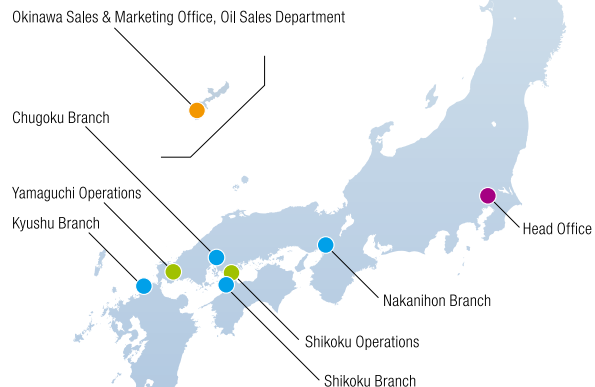 Okinawa Sales & Marketing Office, Oil Sales Department
Chugoku Branch
Yamaguchi Operations
Kyushu Branch
Head Office
Nakanihon Branch
Shikoku Operations
Shikoku Branch